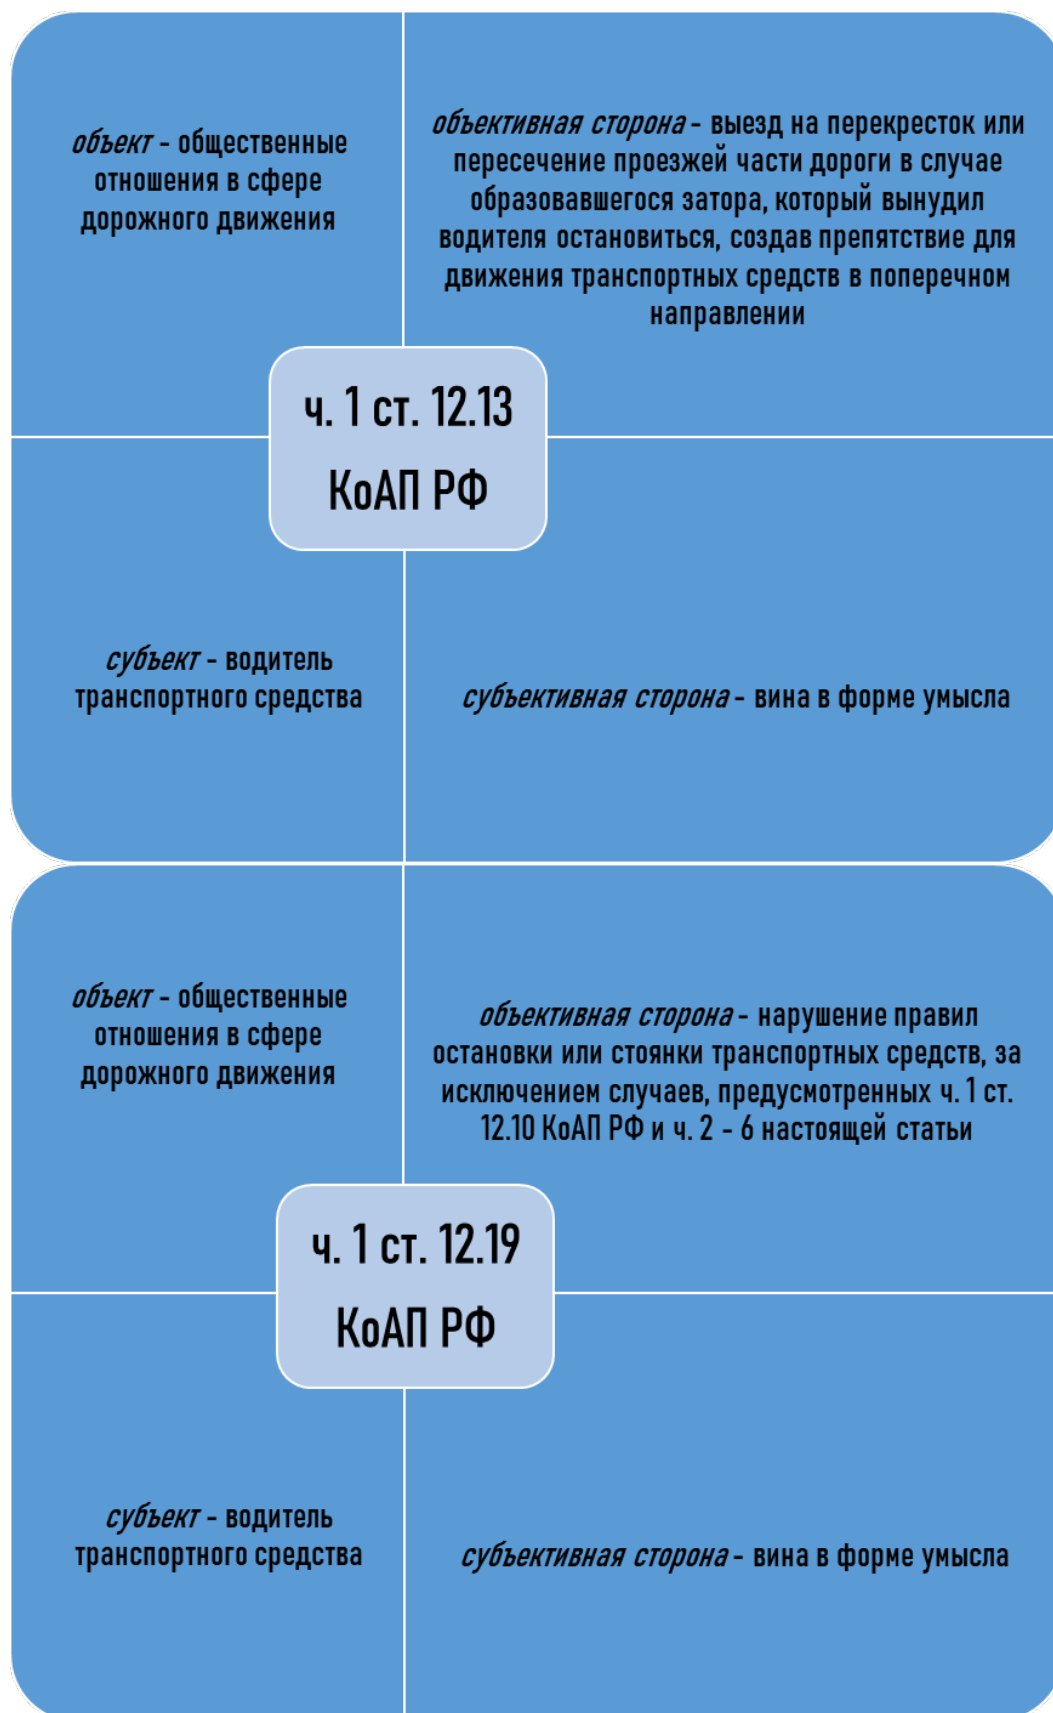 объект - общественные
отношения в сфере
дорожного движения
объективная сторона - выезд на перекресток или
пересечение проезжей части дороги в случае
образовавшегося затора, который вынудил
водителя остановиться, создав препятствие для
движения транспортных средств в поперечном
направлении
ч. 1 ст. 12.13
КоАП РФ
субъект - водитель
транспортного средства
субъективная сторона - вина в форме умысла
объект - общественные
отношения в сфере
дорожного движения
объективная сторона - нарушение правил
остановки или стоянки транспортных средств, за
исключением случаев, предусмотренных ч. 1 ст.
12.10 КоАП РФ и ч. 2 - 6 настоящей статьи
ч. 1 ст. 12.19
КоАП РФ
субъект - водитель
транспортного средства
субъективная сторона - вина в форме умысла